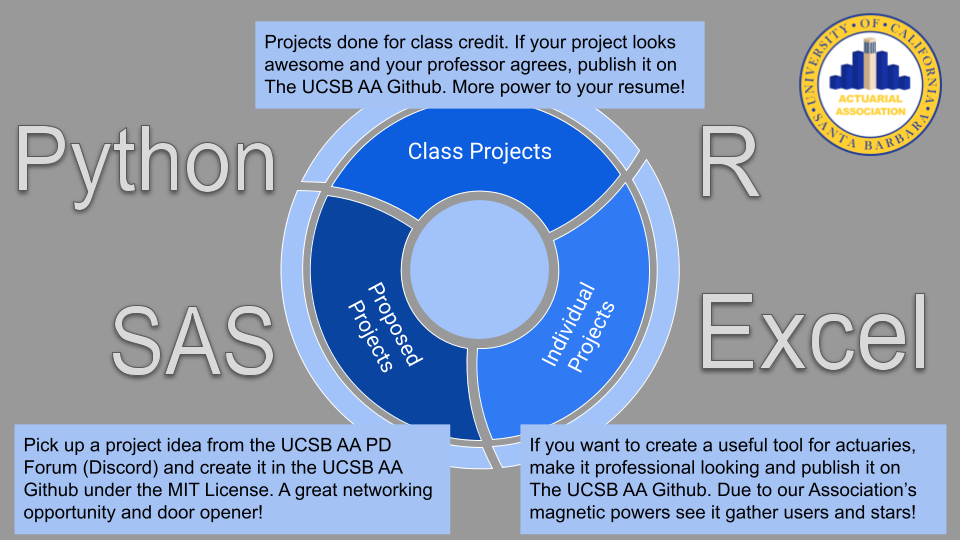 Projects done for class credit. If your project looks
awesome and your professor agrees, publish it on
The UCSB AA Github. More power to your resume!
UNIVERSITY • OF • CALIFORNIA
ACTUARIAL
ASSOCIATION
SANTA BARBARA
Class Projects
Python
R
Proposed
Projects
Individual
Projects
SAS
Excel
Pick up a project idea from the UCSB AA PD
Forum (Discord) and create it in the UCSB AA
Github under the MIT License. A great networking
opportunity and door opener!
If you want to create a useful tool for actuaries,
make it professional looking and publish it on
The UCSB AA Github. Due to our Association’s
magnetic powers see it gather users and stars!